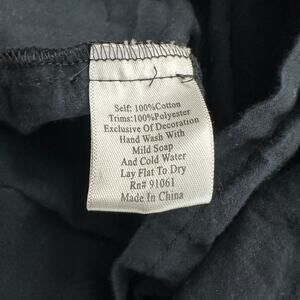 Self: 100%Cotton
Trims:100%Polyester
Exclusive Of Decoration
Hand Wash With
Mild Soap
And Cold Water
Lay Flat To Dry
Rn# 91061
Made In China